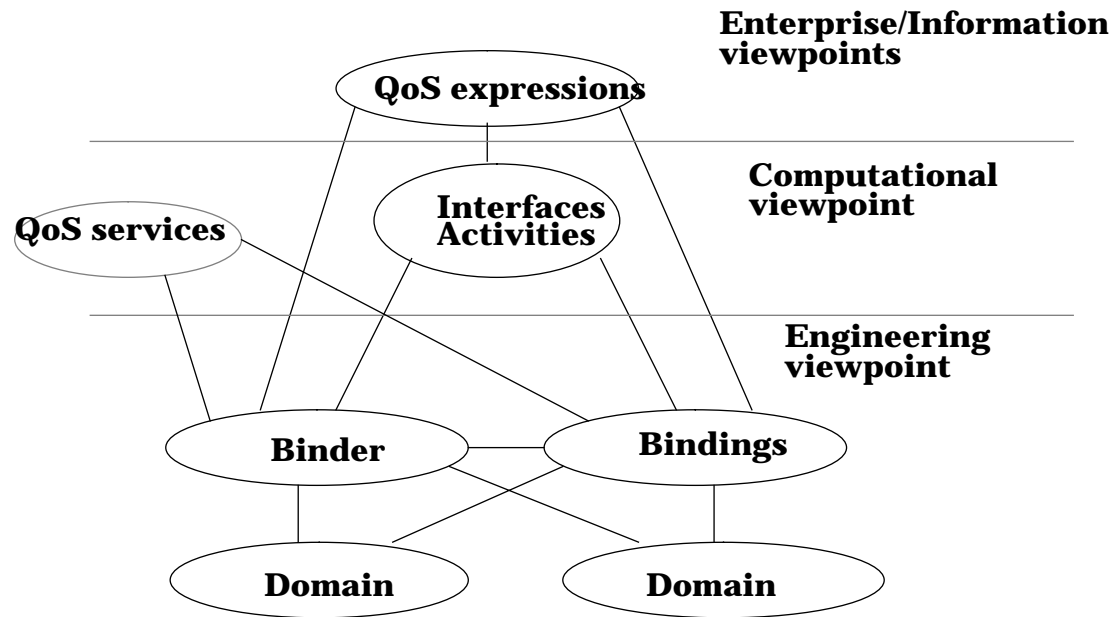 Enterprise/Information
viewpoints
QoS expressions
Computational
viewpoint
Interfaces
Activities
QoS services
Engineering
viewpoint
Binder
Bindings
Domain
Domain